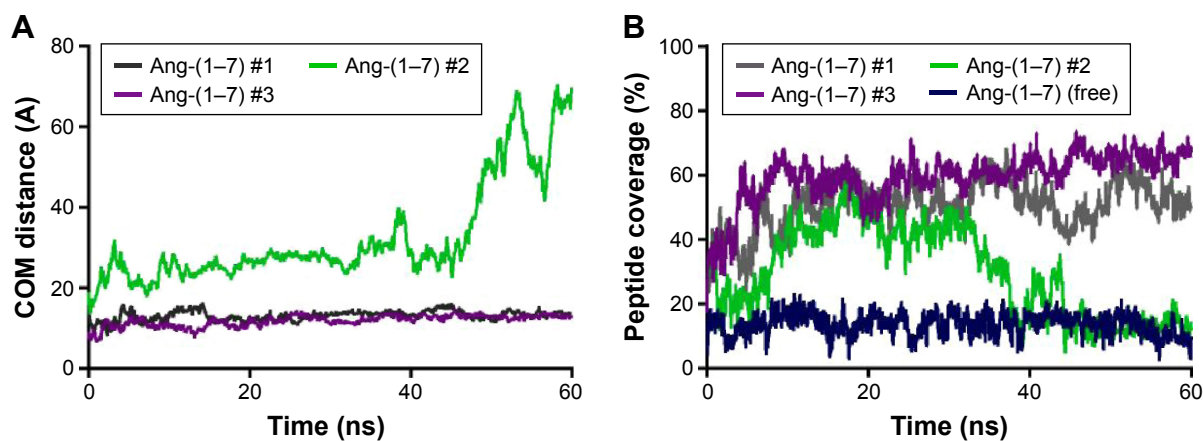 A
COM distance (A)
80
60
40
20
0
Ang-(1–7) #1
Ang-(1–7) #2
Ang-(1–7) #3
0
20
40
60
Time (ns)
B
Peptide coverage (%)
100
80
60
40
20
0
Ang-(1–7) #1
Ang-(1–7) #2
Ang-(1–7) #3
Ang-(1–7) (free)
0
20
40
60
Time (ns)